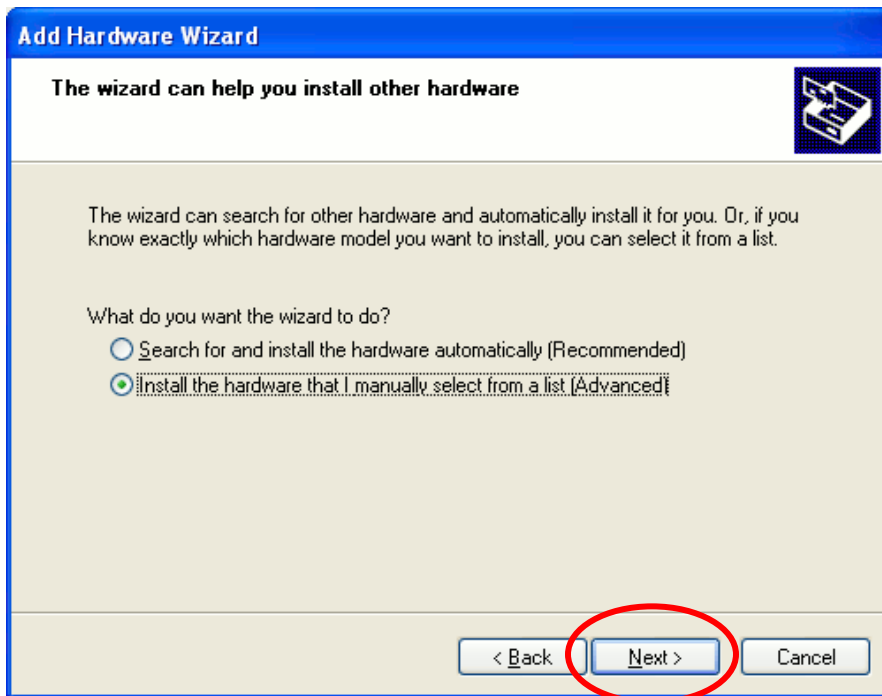 Add Hardware Wizard
The wizard can help you install other hardware
The wizard can search for other hardware and automatically install it for you. Or, if you
know exactly which hardware model you want to install, you can select it from a list.
What do you want the wizard to do?
Search for and install the hardware automatically (Recommended)
Install the hardware that I manually select from a list (Advanced)
< Back Next > Cancel